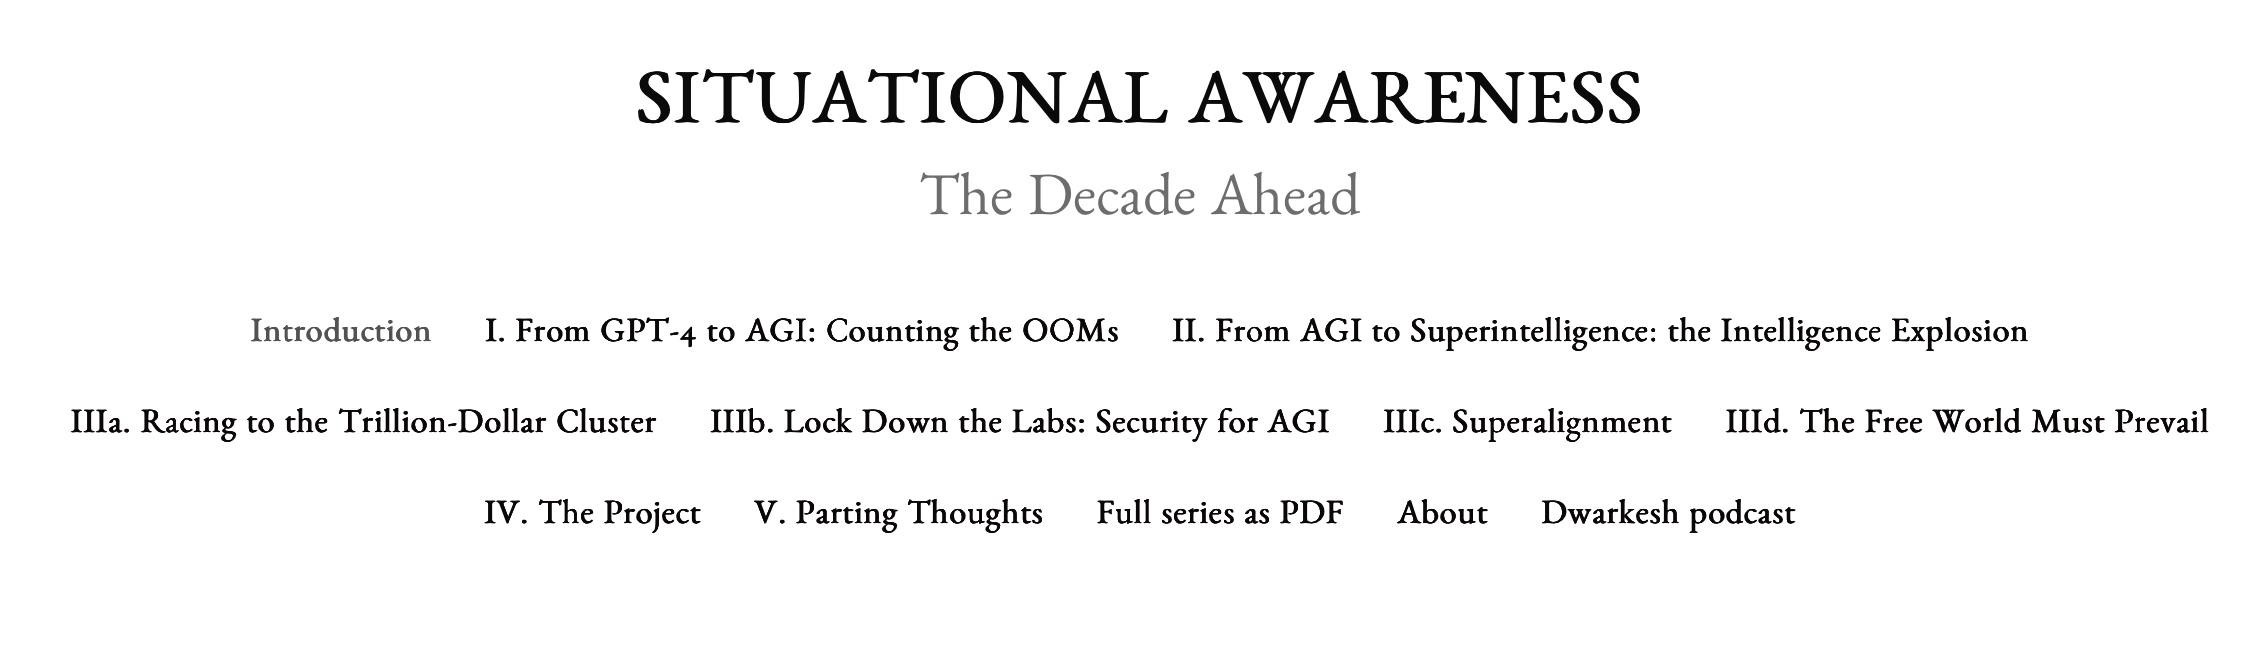 SITUATIONAL AWARENESS
The Decade Ahead
Introduction I. From GPT-4 to AGI: Counting the OOMs II. From AGI to Superintelligence: the Intelligence Explosion
IIIa. Racing to the Trillion-Dollar Cluster IIIb. Lock Down the Labs: Security for AGI IIIc. Superalignment IIId. The Free World Must Prevail
IV. The Project V. Parting Thoughts Full series as PDF About Dwarkesh podcast